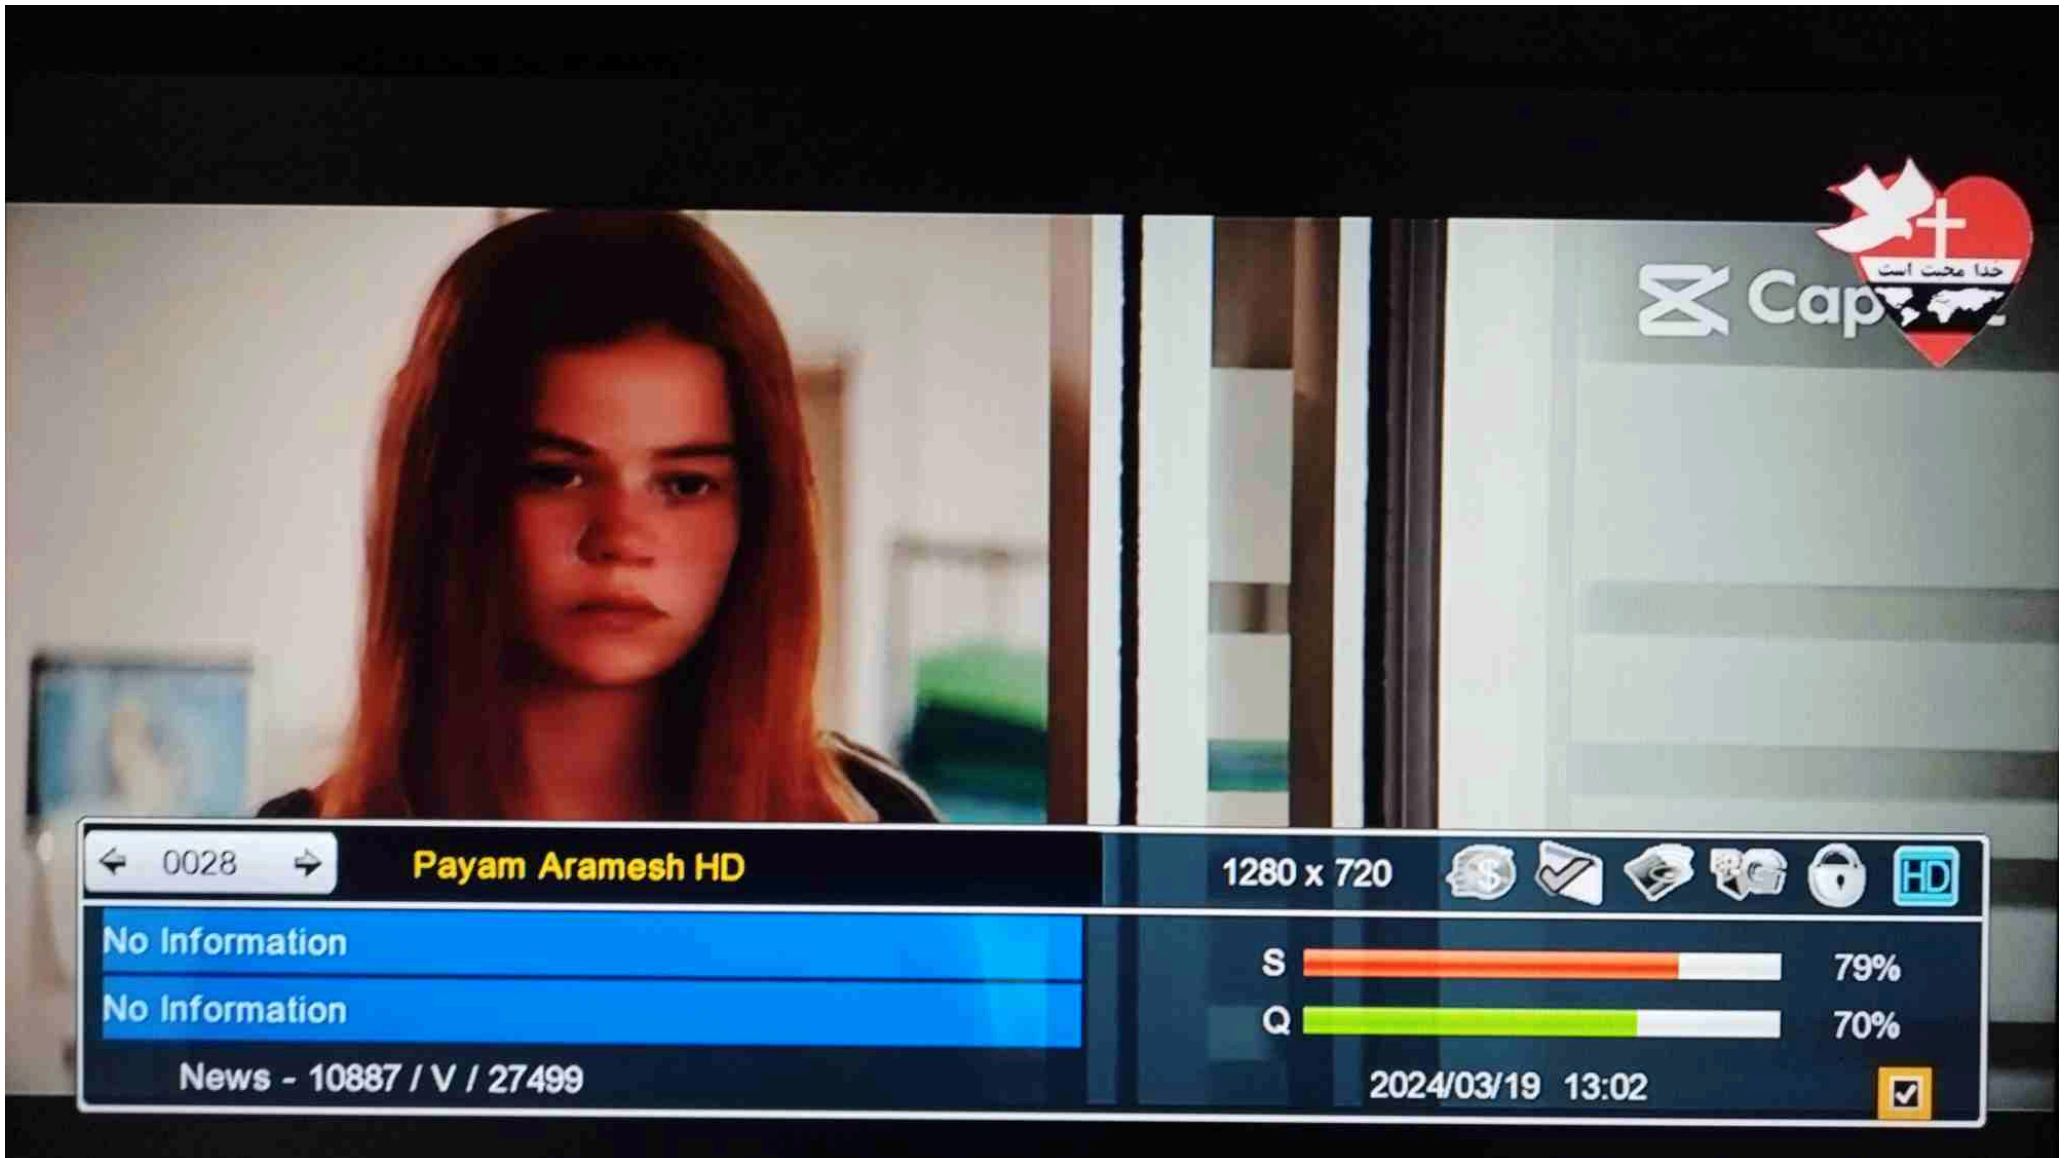 خدا محبت است
Cap
0028 Payam Aramesh HD 1280 x 720 HD
No Information
No Information
S 79%
Q 70%
News - 10887 / V / 27499
2024/03/19 13:02